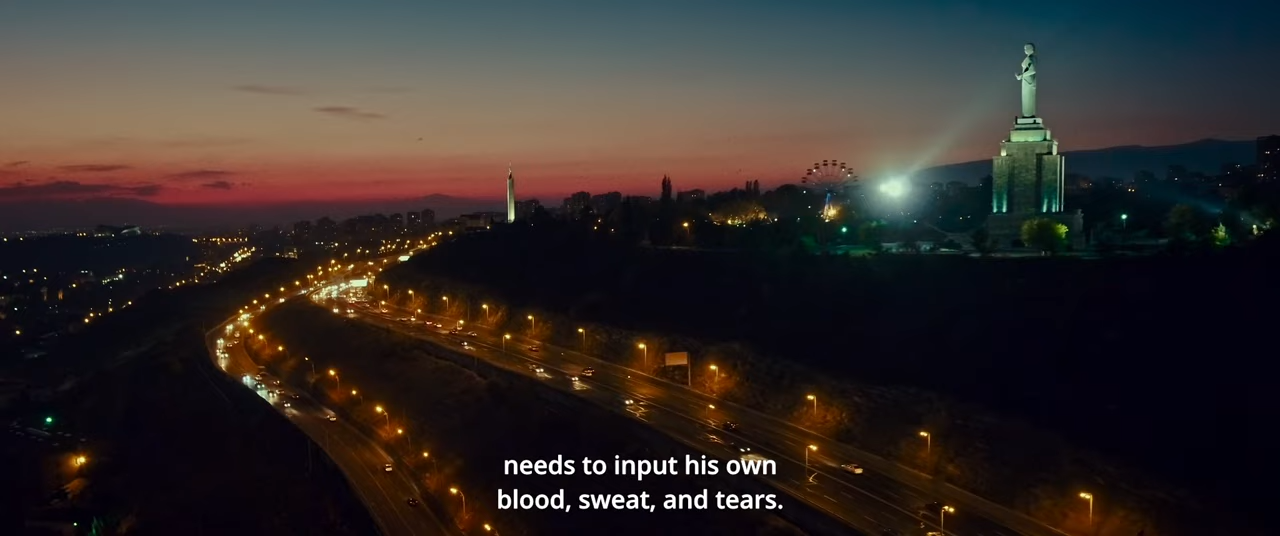 needs to input his own
blood, sweat, and tears.